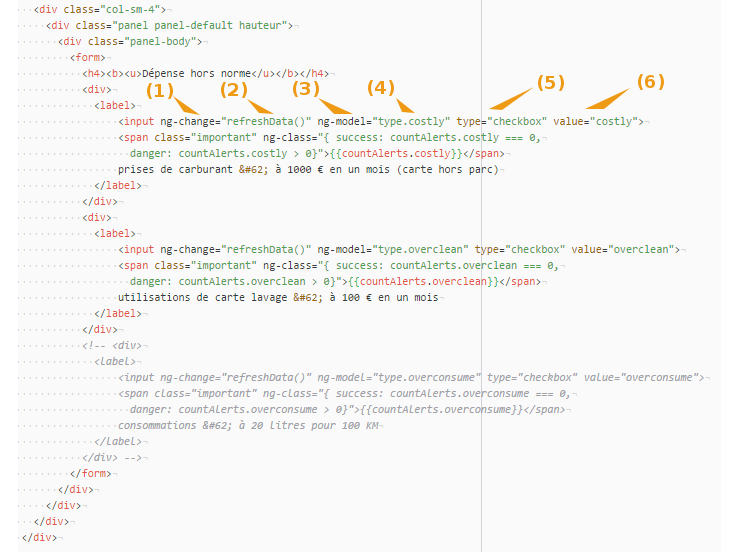 <div class="col-sm-4">
<div class="panel panel-default hauteur">
<div class="panel-body">
<form>
<h4><b><u>Dépense hors norme</u></b></h4>
<div>
(1) (2) (3) (4) (5) (6)
<label>
<input ng-change="refreshData()" ng-model="type.costly" type="checkbox" value="costly">
<span class="important" ng-class="{ success: countAlerts.costly === 0,
danger: countAlerts.costly > 0}">{{countAlerts.costly}}</span>
prises de carburant &#62; à 1000 € en un mois (carte hors parc)
</label>
</div>
<div>
<label>
<input ng-change="refreshData()" ng-model="type.overclean" type="checkbox" value="overclean">
<span class="important" ng-class="{ success: countAlerts.overclean === 0,
danger: countAlerts.overclean > 0}">{{countAlerts.overclean}}</span>
utilisations de carte lavage &#62; à 100 € en un mois
</label>
</div>
<!-- <div>
<label>
<input ng-change="refreshData()" ng-model="type.overconsume" type="checkbox" value="overconsume">
<span class="important" ng-class="{ success: countAlerts.overconsume === 0,
danger: countAlerts.overconsume > 0}">{{countAlerts.overconsume}}</span>
consommations &#62; à 20 litres pour 100 KM
</label>
</div> -->
</form>
</div>
</div>
</div>
</div>